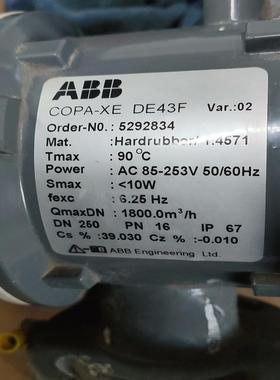 ABB
COPA-XE DE43F Var.:02
Order-N0.: 5292834
Mat. :Hardrubber/ 1.4571
Tmax : 90 °C
Power : AC 85-253V 50/60Hz
Smax : <10W
fexc : 6.25 Hz
QmaxDN : 1800.0m³/h
DN 250 PN 16 IP 67
Cs % :39.030 Cz % :-0.010
ABB Engineering Ltd.